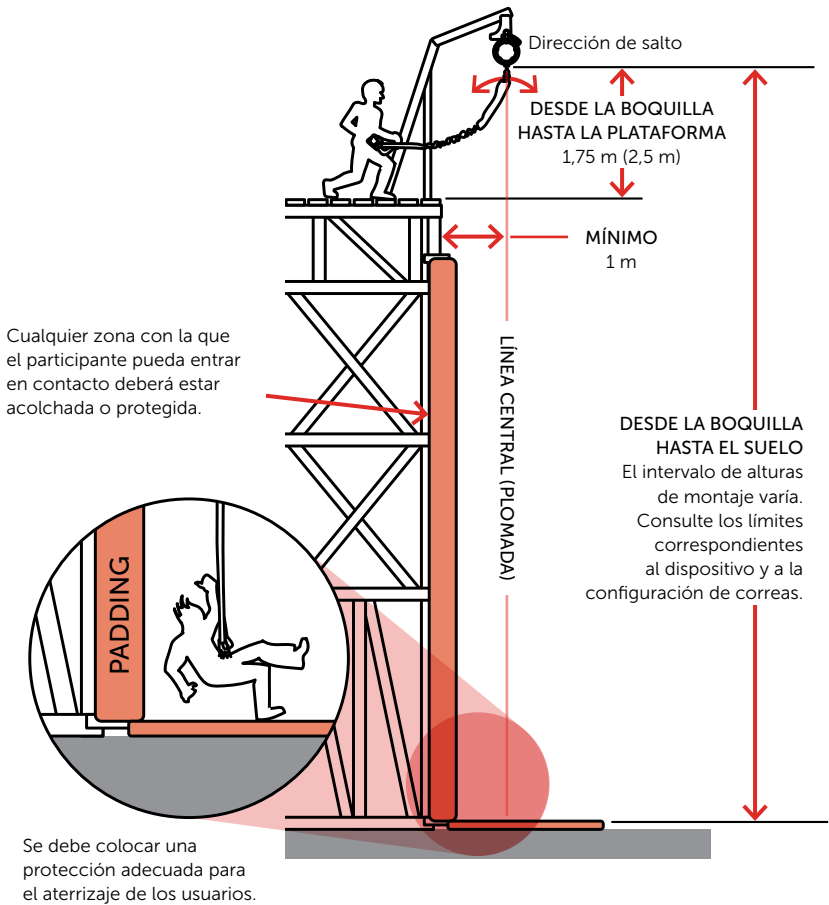 Dirección de salto
DESDE LA BOQUILLA
HASTA LA PLATAFORMA
1,75 m (2,5 m)
MÍNIMO
1 m
Cualquier zona con la que
el participante pueda entrar
en contacto deberá estar
acolchada o protegida.
LÍNEA CENTRAL (PLOMADA)
DESDE LA BOQUILLA
HASTA EL SUELO
El intervalo de alturas
de montaje varía.
Consulte los límites
correspondientes
al dispositivo y a la
configuración de correas.
PADDING
Se debe colocar una
protección adecuada para
el aterrizaje de los usuarios.